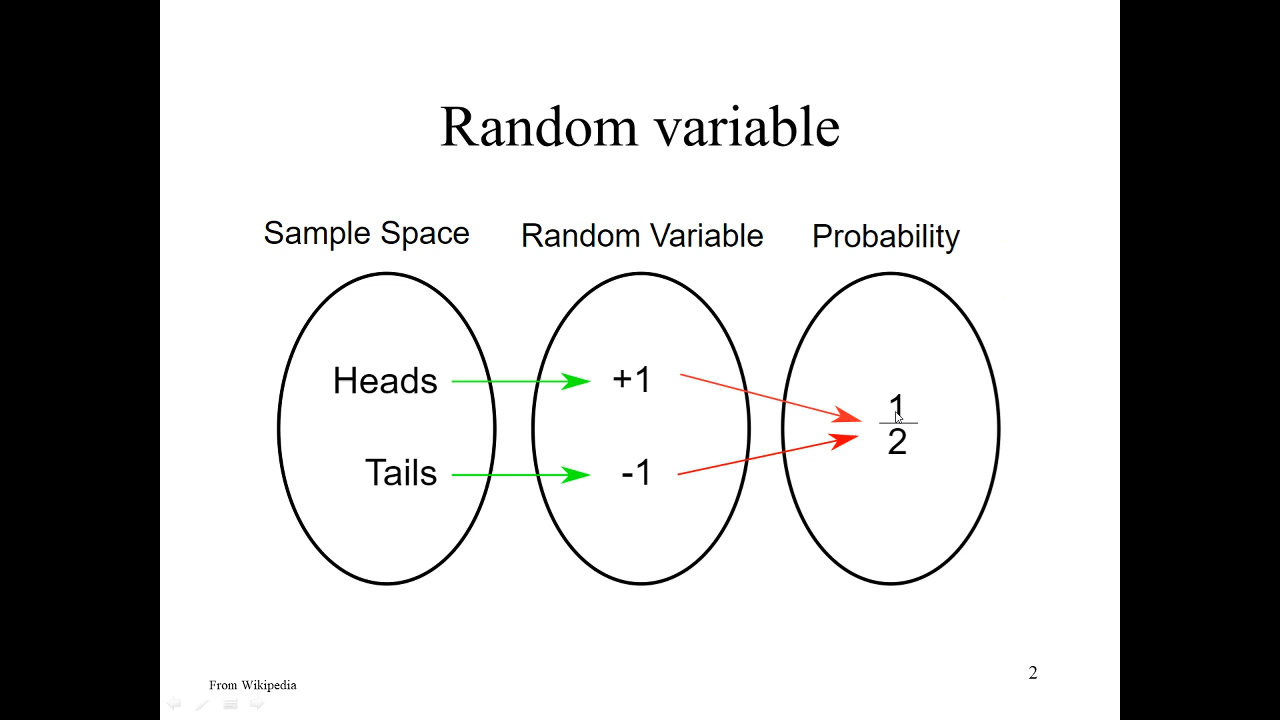 Random variable
Sample Space Random Variable Probability
Heads +1
1
2
Tails -1
From Wikipedia
2